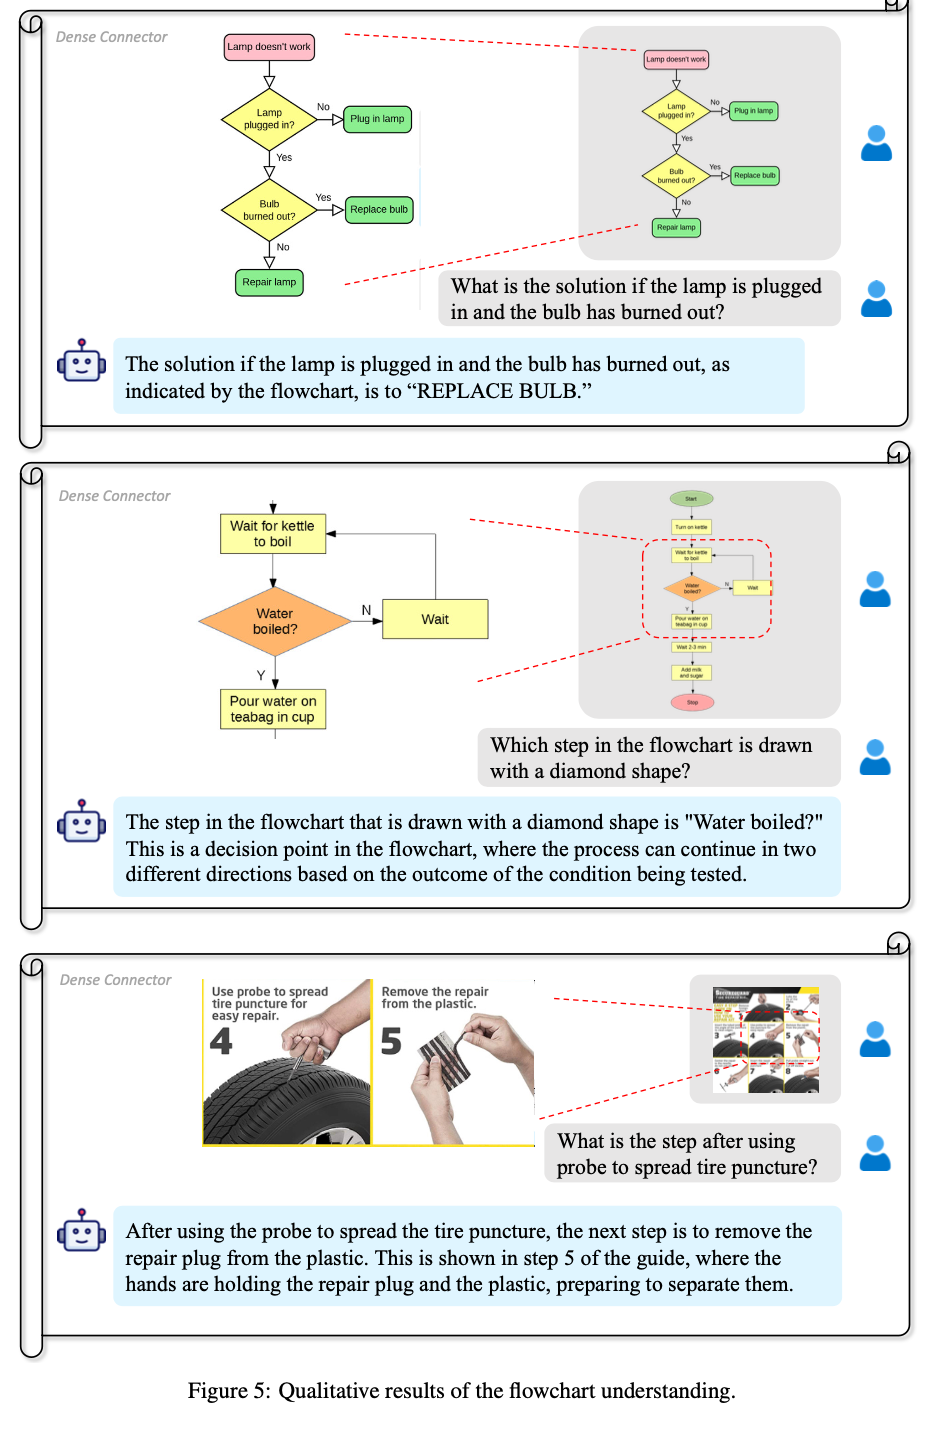 Dense Connector
Lamp doesn't work
Lamp
plugged in?
No
Plug in lamp
Yes
Bulb
burned out?
Yes
Replace bulb
No
Repair lamp
Lamp doesn't work
Lamp
plugged in?
No
Plug in lamp
Yes
Bulb
burned out?
Yes
Replace bulb
No
Repair lamp
What is the solution if the lamp is plugged
in and the bulb has burned out?
The solution if the lamp is plugged in and the bulb has burned out, as
indicated by the flowchart, is to “REPLACE BULB.”
Dense Connector
Wait for kettle
to boil
Water
boiled?
N
Wait
Y
Pour water on
teabag in cup
Start
Turn on kettle
Wait for kettle
to boil
Water
boiled?
N
Wait
Y
Pour water on
teabag in cup
Wait 2-3 min
Add milk
and sugar
Stop
Which step in the flowchart is drawn
with a diamond shape?
The step in the flowchart that is drawn with a diamond shape is "Water boiled?"
This is a decision point in the flowchart, where the process can continue in two
different directions based on the outcome of the condition being tested.
Dense Connector
Use probe to spread
tire puncture for
easy repair.
4
Remove the repair
from the plastic.
5
2
3
4
5
6
7
8
What is the step after using
probe to spread tire puncture?
After using the probe to spread the tire puncture, the next step is to remove the
repair plug from the plastic. This is shown in step 5 of the guide, where the
hands are holding the repair plug and the plastic, preparing to separate them.
Figure 5: Qualitative results of the flowchart understanding.